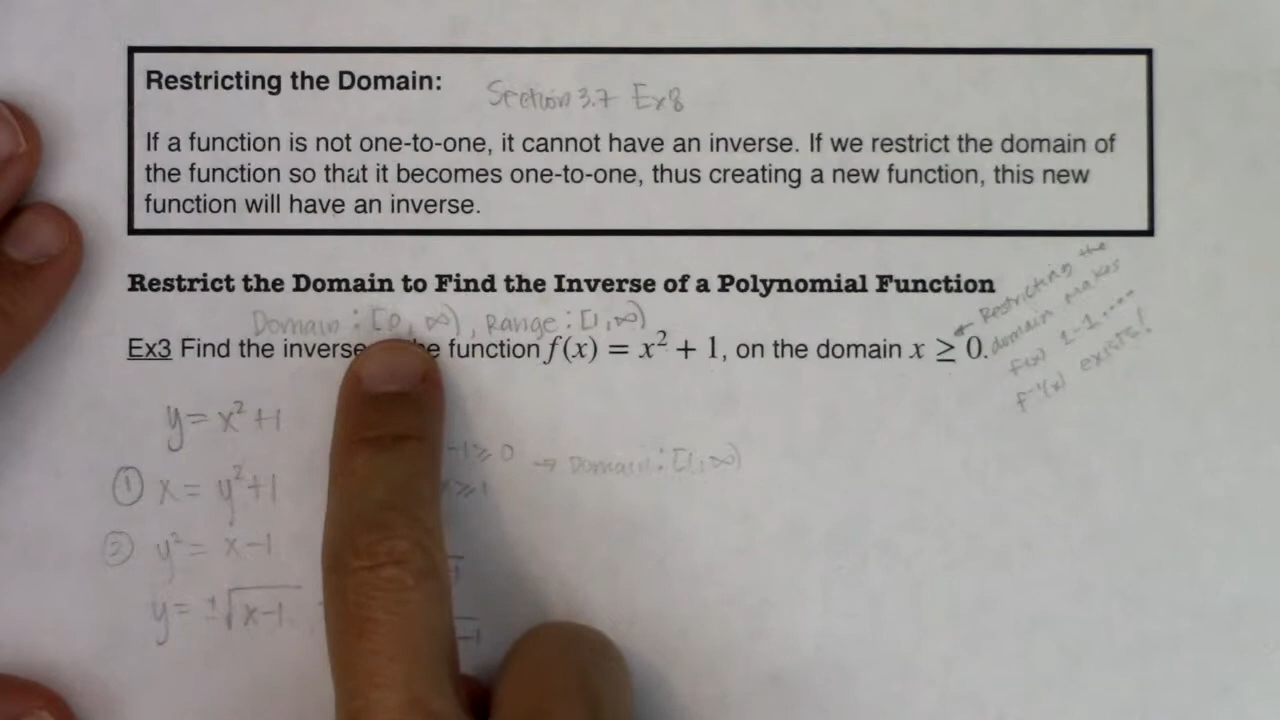 Restricting the Domain: Section 3.7 Ex8
If a function is not one-to-one, it cannot have an inverse. If we restrict the domain of
the function so that it becomes one-to-one, thus creating a new function, this new
function will have an inverse.
Restrict the Domain to Find the Inverse of a Polynomial Function
Domain: [0, ∞), Range: [1, ∞)
Ex3 Find the inverse function f(x) = x² + 1, on the domain x ≥ 0.
← Restricting the
domain makes
f(x) 1-1....
f⁻¹(x) exists!
y = x² + 1
① x = y² + 1
② y² = x - 1
y = ±√x-1
-1 ≥ 0 → Domain: [1, ∞)
≥ 1